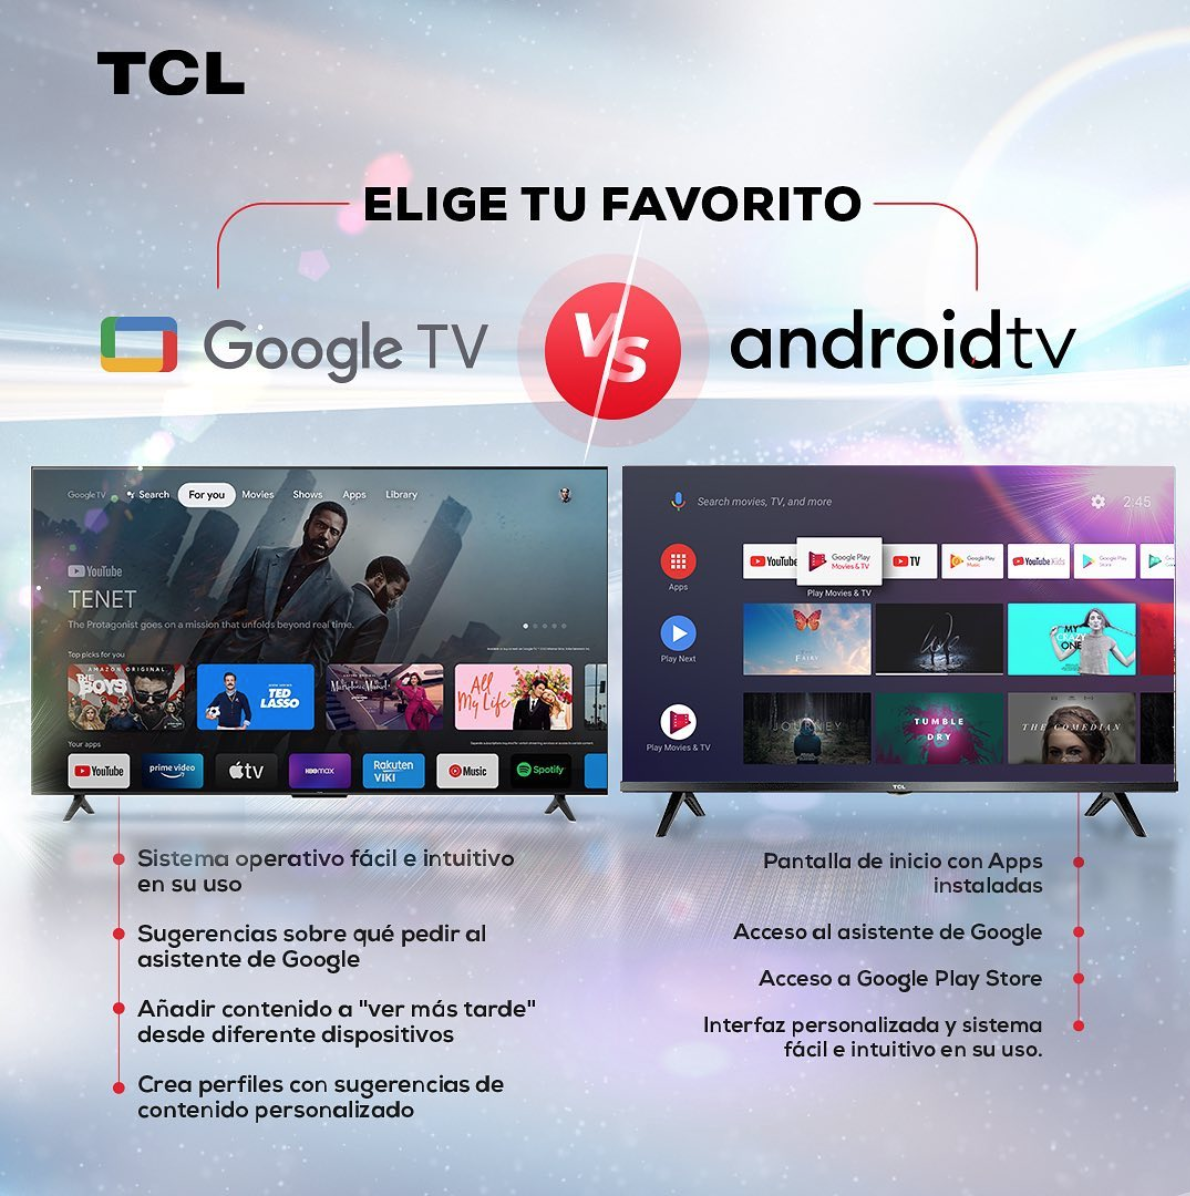 TCL
ELIGE TU FAVORITO
Google TV
VS
androidtv
Google TV Search For you Movies Shows Apps Library
YouTube
TENET
The Protagonist goes on a mission that unfolds beyond real time.
Top picks for you
AMAZON ORIGINAL
THE BOYS
TED LASSO
All My Life
Your apps
YouTube prime video tv HBOmax Rakuten VIKI Music Spotify
Search movies, TV, and more 2:45
Apps
YouTube Google Play Movies & TV TV Google Play Music YouTube Kids Google Play Store
Play Movies & TV
Play Next
FAIRY
MY CRAZY ONE
Play Movies & TV
JOURNEY
TUMBLE DRY
THE COMEDIAN
TCL
Sistema operativo fácil e intuitivo
en su uso
Sugerencias sobre qué pedir al
asistente de Google
Añadir contenido a "ver más tarde"
desde diferente dispositivos
Crea perfiles con sugerencias de
contenido personalizado
Pantalla de inicio con Apps
instaladas
Acceso al asistente de Google
Acceso a Google Play Store
Interfaz personalizada y sistema
fácil e intuitivo en su uso.